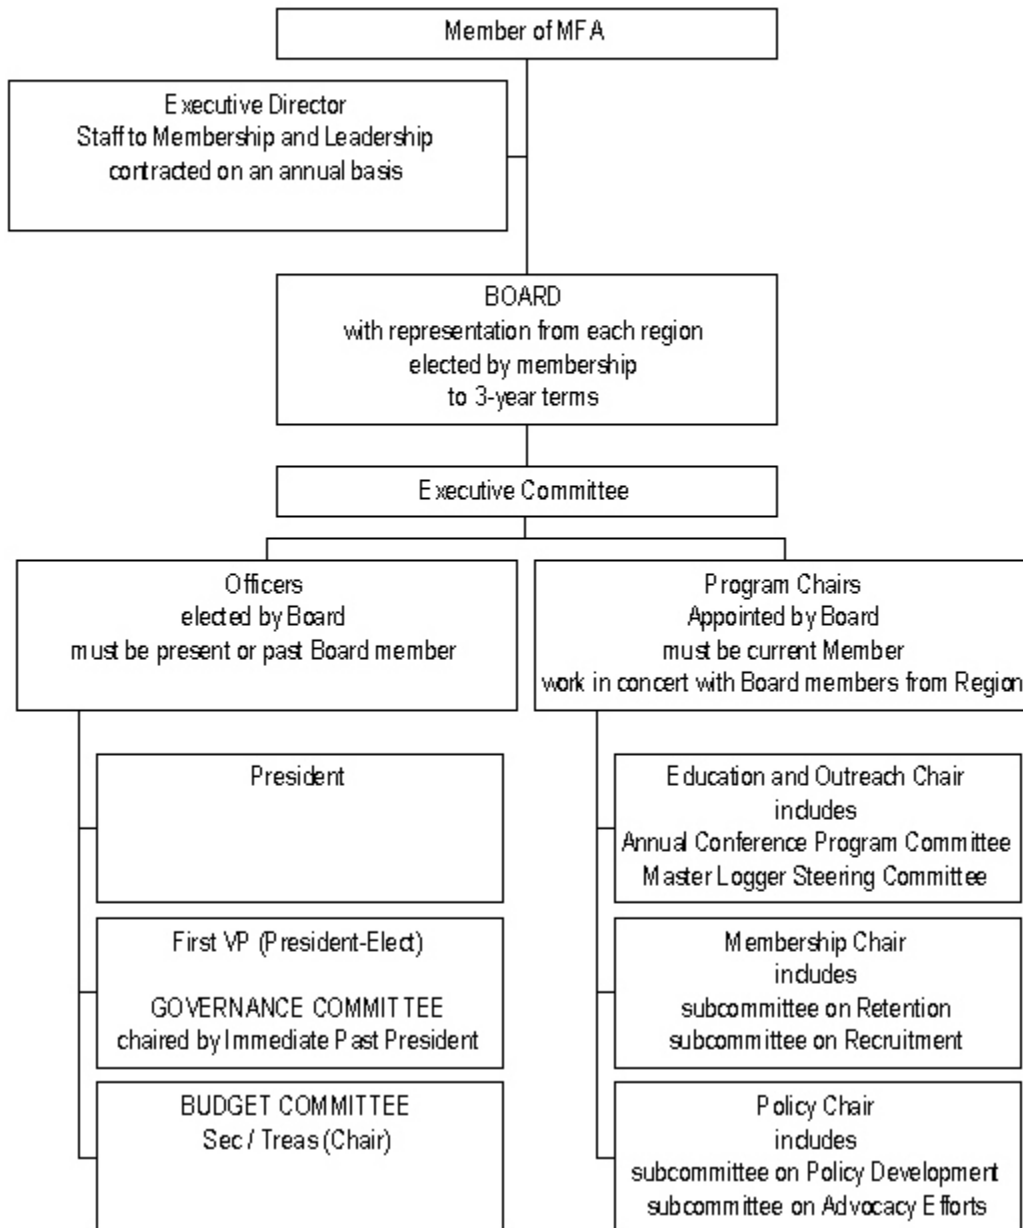 Member of MFA
Executive Director
Staff to Membership and Leadership
contracted on an annual basis
BOARD
with representation from each region
elected by membership
to 3-year terms
Executive Committee
Officers
elected by Board
must be present or past Board member
Program Chairs
Appointed by Board
must be current Member
work in concert with Board members from Region
President
Education and Outreach Chair
includes
Annual Conference Program Committee
Master Logger Steering Committee
First VP (President-Elect)
GOVERNANCE COMMITTEE
chaired by Immediate Past President
Membership Chair
includes
subcommittee on Retention
subcommittee on Recruitment
BUDGET COMMITTEE
Sec / Treas (Chair)
Policy Chair
includes
subcommittee on Policy Development
subcommittee on Advocacy Efforts